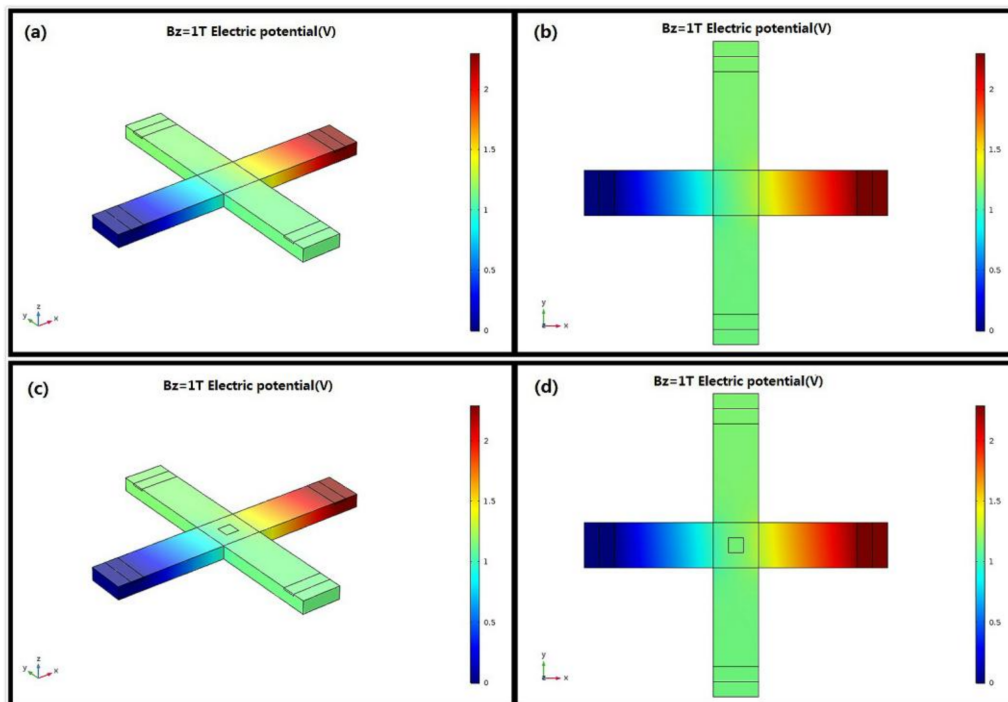 (a)
Bz=1T Electric potential(V)
2
1.5
1
0.5
0
z
y
x
(b)
Bz=1T Electric potential(V)
2
1.5
1
0.5
0
y
z
x
(c)
Bz=1T Electric potential(V)
2
1.5
1
0.5
0
z
y
x
(d)
Bz=1T Electric potential(V)
2
1.5
1
0.5
0
y
z
x